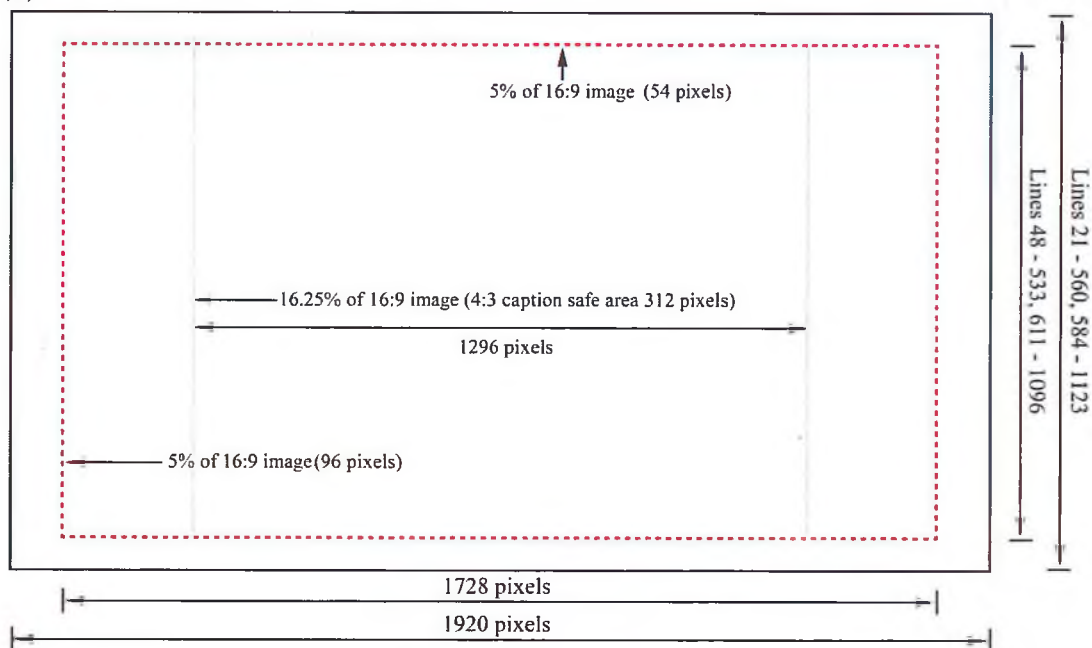 5% of 16:9 image (54 pixels)
16.25% of 16:9 image (4:3 caption safe area 312 pixels)
1296 pixels
5% of 16:9 image(96 pixels)
1728 pixels
1920 pixels
Lines 48 - 533, 611 - 1096
Lines 21 - 560, 584 - 1123